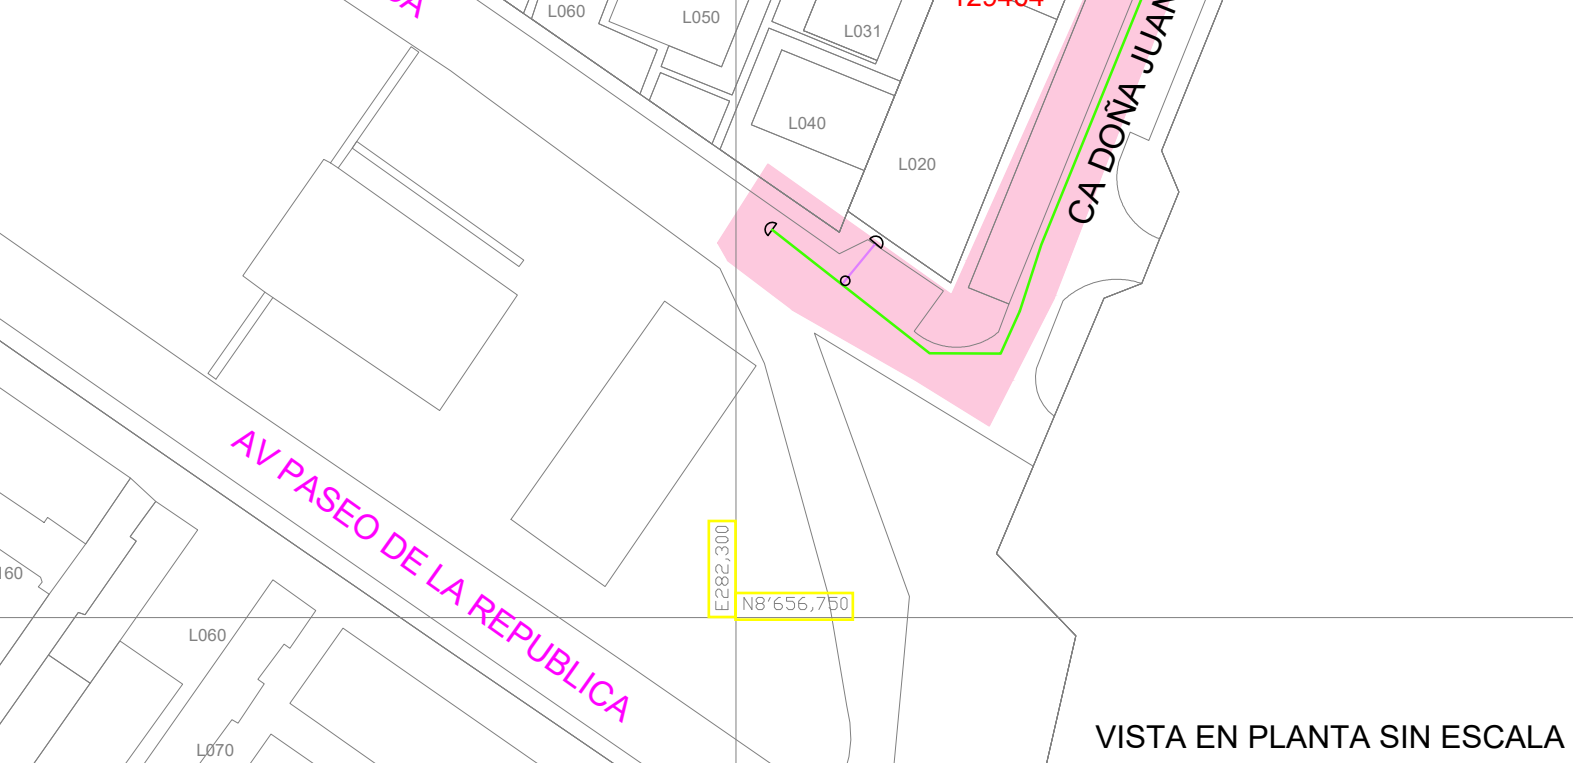 L060
L050
L031
L040
L020
CA DOÑA JUAN
AV PASEO DE LA REPUBLICA
E282,300
N8'656,750
160
L060
L070
VISTA EN PLANTA SIN ESCALA